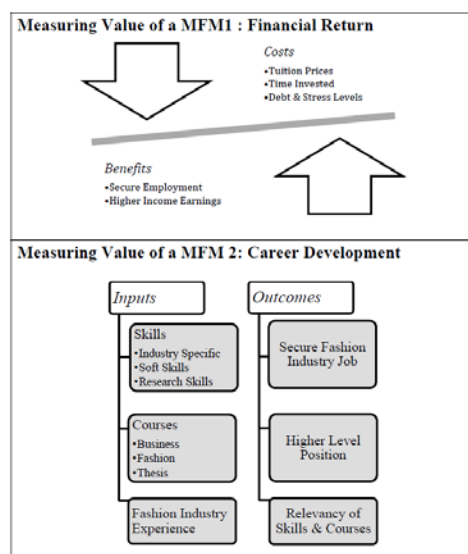 Measuring Value of a MFM1 : Financial Return
Costs
•Tuition Prices
•Time Invested
•Debt & Stress Levels
Benefits
•Secure Employment
•Higher Income Earnings
Measuring Value of a MFM 2: Career Development
Inputs
Skills
•Industry Specific
•Soft Skills
•Research Skills
Courses
•Business
•Fashion
•Thesis
Fashion Industry
Experience
Outcomes
Secure Fashion
Industry Job
Higher Level
Position
Relevancy of
Skills & Courses